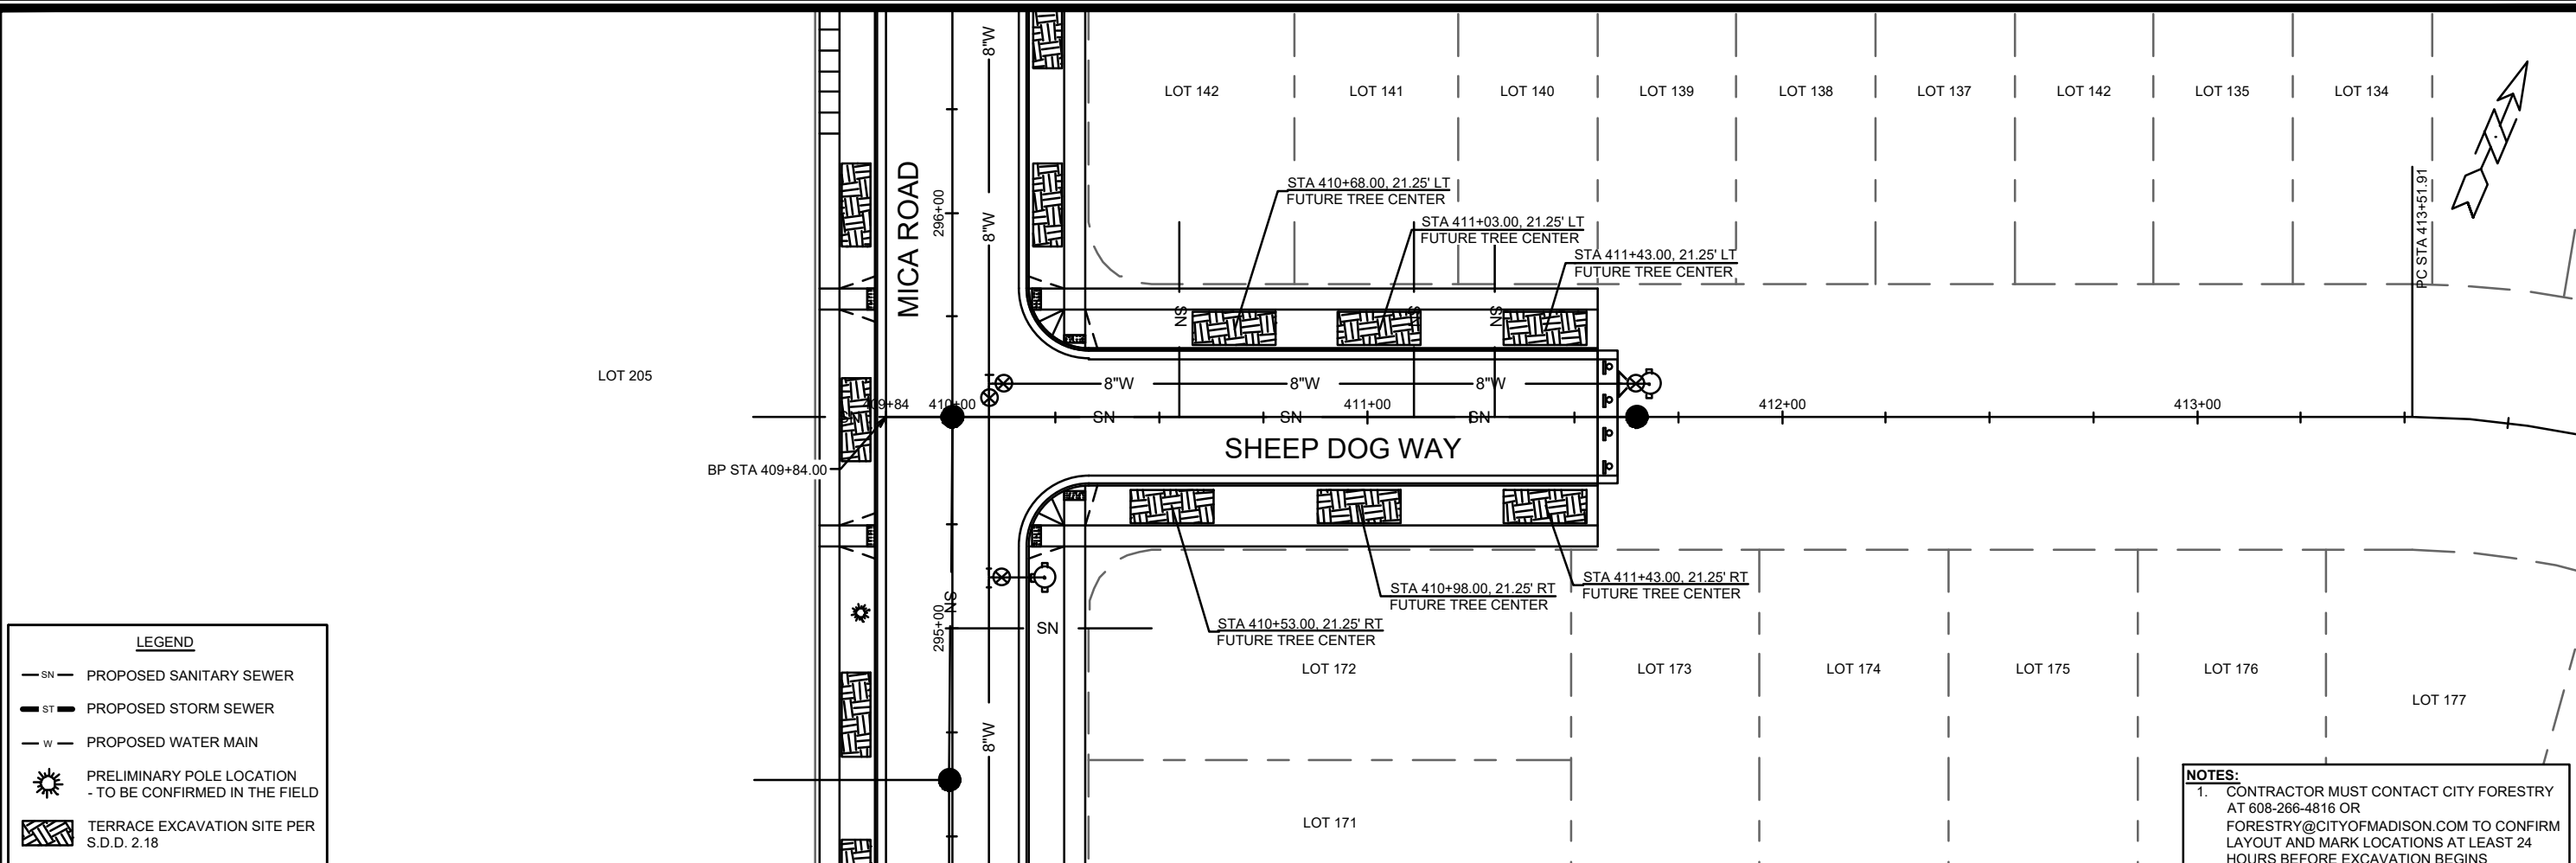 LOT 142
LOT 141
LOT 140
LOT 139
LOT 138
LOT 137
LOT 142
LOT 135
LOT 134
8"W
8"W
MICA ROAD
296+00
STA 410+68.00, 21.25' LT
FUTURE TREE CENTER
STA 411+03.00, 21.25' LT
FUTURE TREE CENTER
STA 411+43.00, 21.25' LT
FUTURE TREE CENTER
PC STA 413+51.91
SN
SN
SN
LOT 205
8"W
8"W
8"W
409+84
410+00
411+00
412+00
413+00
SN
SN
SN
SN
SHEEP DOG WAY
BP STA 409+84.00
STA 411+43.00, 21.25' RT
FUTURE TREE CENTER
STA 410+98.00, 21.25' RT
FUTURE TREE CENTER
STA 410+53.00, 21.25' RT
FUTURE TREE CENTER
SN
295+00
SN
8"W
LOT 172
LOT 173
LOT 174
LOT 175
LOT 176
LOT 177
LOT 171
LEGEND
SN PROPOSED SANITARY SEWER
ST PROPOSED STORM SEWER
W PROPOSED WATER MAIN
PRELIMINARY POLE LOCATION
- TO BE CONFIRMED IN THE FIELD
TERRACE EXCAVATION SITE PER
S.D.D. 2.18
NOTES:
1. CONTRACTOR MUST CONTACT CITY FORESTRY
AT 608-266-4816 OR
FORESTRY@CITYOFMADISON.COM TO CONFIRM
LAYOUT AND MARK LOCATIONS AT LEAST 24
HOURS BEFORE EXCAVATION BEGINS